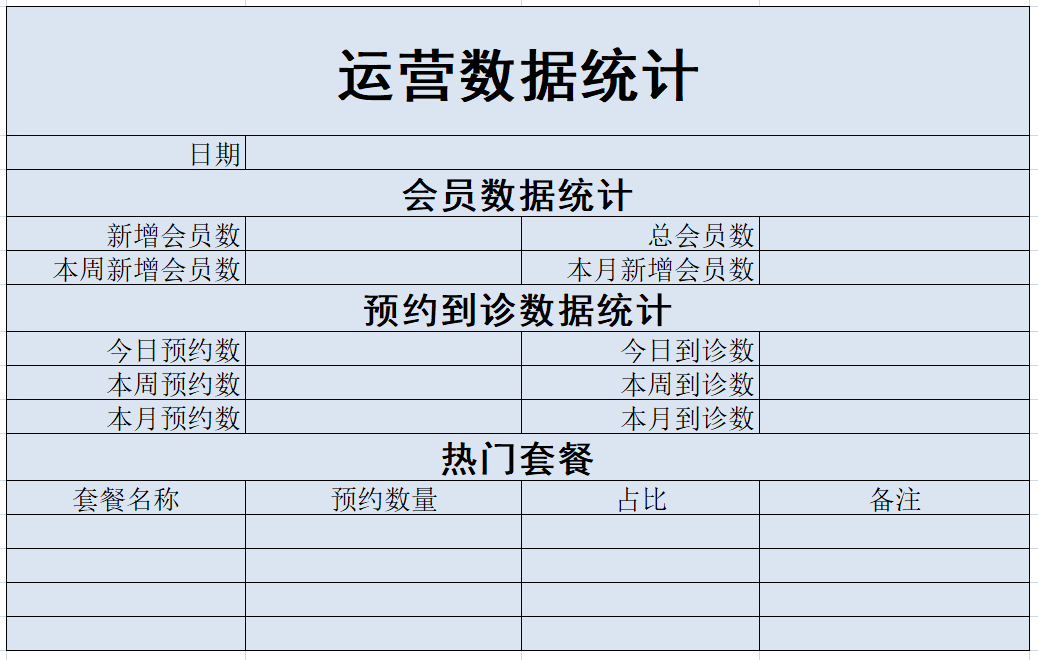 运营数据统计
日期
会员数据统计
新增会员数 总会员数
本周新增会员数 本月新增会员数
预约到诊数据统计
今日预约数 今日到诊数
本周预约数 本周到诊数
本月预约数 本月到诊数
热门套餐
套餐名称 预约数量 占比 备注